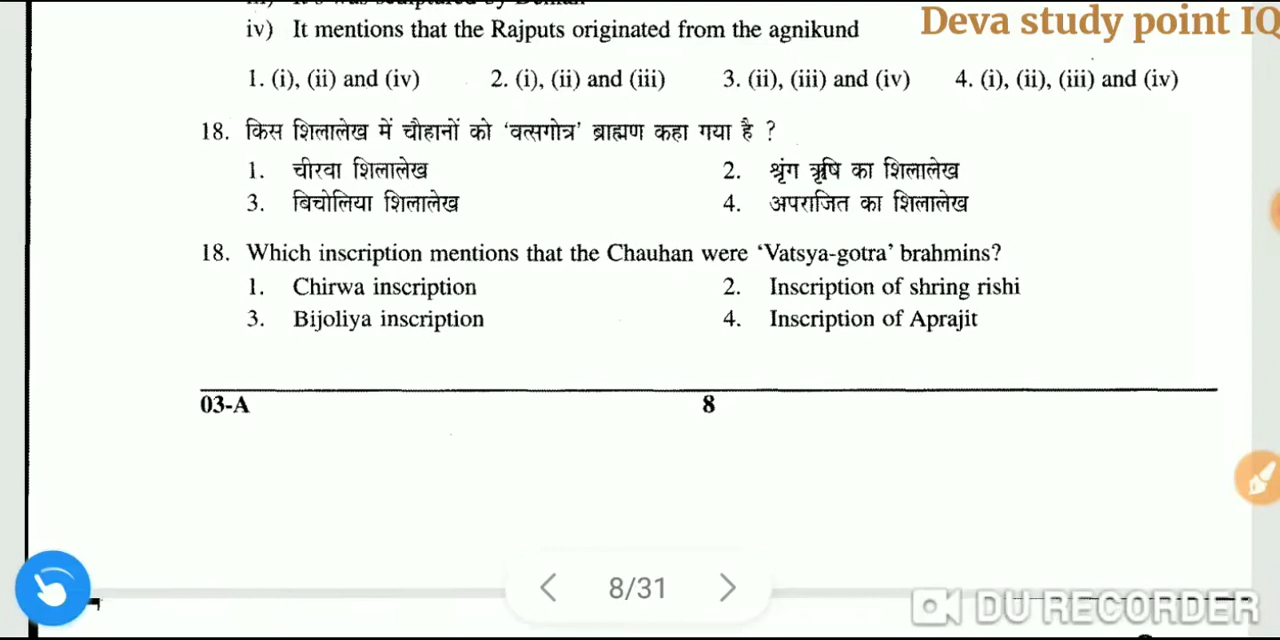 iv) It mentions that the Rajputs originated from the agnikund
Deva study point IQ
1. (i), (ii) and (iv) 2. (i), (ii) and (iii) 3. (ii), (iii) and (iv) 4. (i), (ii), (iii) and (iv)
18. किस शिलालेख में चौहानों को ‘वत्सगोत्र’ ब्राह्मण कहा गया है ?
1. चीरवा शिलालेख 2. श्रृंग ऋषि का शिलालेख
3. बिचोलिया शिलालेख 4. अपराजित का शिलालेख
18. Which inscription mentions that the Chauhan were ‘Vatsya-gotra’ brahmins?
1. Chirwa inscription 2. Inscription of shring rishi
3. Bijoliya inscription 4. Inscription of Aprajit
03-A 8
8/31
DU RECORDER